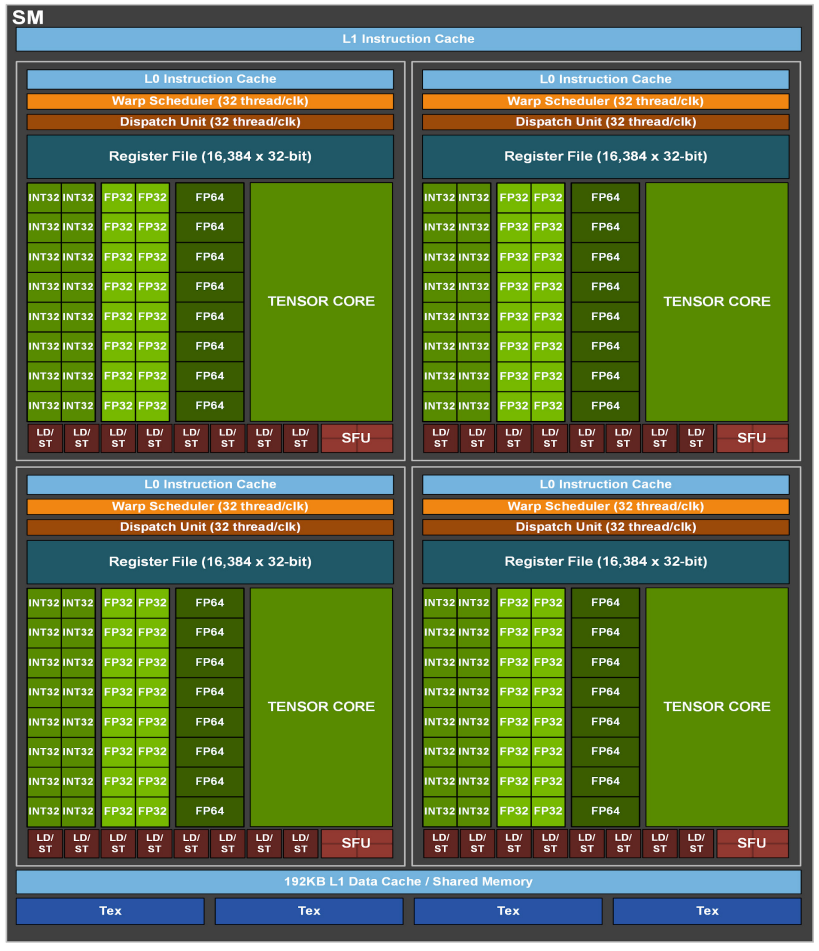 SM
L1 Instruction Cache
L0 Instruction Cache L0 Instruction Cache
Warp Scheduler (32 thread/clk) Warp Scheduler (32 thread/clk)
Dispatch Unit (32 thread/clk) Dispatch Unit (32 thread/clk)
Register File (16,384 x 32-bit) Register File (16,384 x 32-bit)
INT32 INT32 FP32 FP32 FP64 INT32 INT32 FP32 FP32 FP64
INT32 INT32 FP32 FP32 FP64 INT32 INT32 FP32 FP32 FP64
INT32 INT32 FP32 FP32 FP64 INT32 INT32 FP32 FP32 FP64
INT32 INT32 FP32 FP32 FP64 INT32 INT32 FP32 FP32 FP64
TENSOR CORE TENSOR CORE
INT32 INT32 FP32 FP32 FP64 INT32 INT32 FP32 FP32 FP64
INT32 INT32 FP32 FP32 FP64 INT32 INT32 FP32 FP32 FP64
INT32 INT32 FP32 FP32 FP64 INT32 INT32 FP32 FP32 FP64
INT32 INT32 FP32 FP32 FP64 INT32 INT32 FP32 FP32 FP64
LD/ LD/ LD/ LD/ LD/ LD/ LD/ LD/ SFU LD/ LD/ LD/ LD/ LD/ LD/ LD/ LD/ SFU
ST ST ST ST ST ST ST ST ST ST ST ST ST ST ST ST
L0 Instruction Cache L0 Instruction Cache
Warp Scheduler (32 thread/clk) Warp Scheduler (32 thread/clk)
Dispatch Unit (32 thread/clk) Dispatch Unit (32 thread/clk)
Register File (16,384 x 32-bit) Register File (16,384 x 32-bit)
INT32 INT32 FP32 FP32 FP64 INT32 INT32 FP32 FP32 FP64
INT32 INT32 FP32 FP32 FP64 INT32 INT32 FP32 FP32 FP64
INT32 INT32 FP32 FP32 FP64 INT32 INT32 FP32 FP32 FP64
INT32 INT32 FP32 FP32 FP64 INT32 INT32 FP32 FP32 FP64
TENSOR CORE TENSOR CORE
INT32 INT32 FP32 FP32 FP64 INT32 INT32 FP32 FP32 FP64
INT32 INT32 FP32 FP32 FP64 INT32 INT32 FP32 FP32 FP64
INT32 INT32 FP32 FP32 FP64 INT32 INT32 FP32 FP32 FP64
INT32 INT32 FP32 FP32 FP64 INT32 INT32 FP32 FP32 FP64
LD/ LD/ LD/ LD/ LD/ LD/ LD/ LD/ SFU LD/ LD/ LD/ LD/ LD/ LD/ LD/ LD/ SFU
ST ST ST ST ST ST ST ST ST ST ST ST ST ST ST ST
192KB L1 Data Cache / Shared Memory
Tex Tex Tex Tex